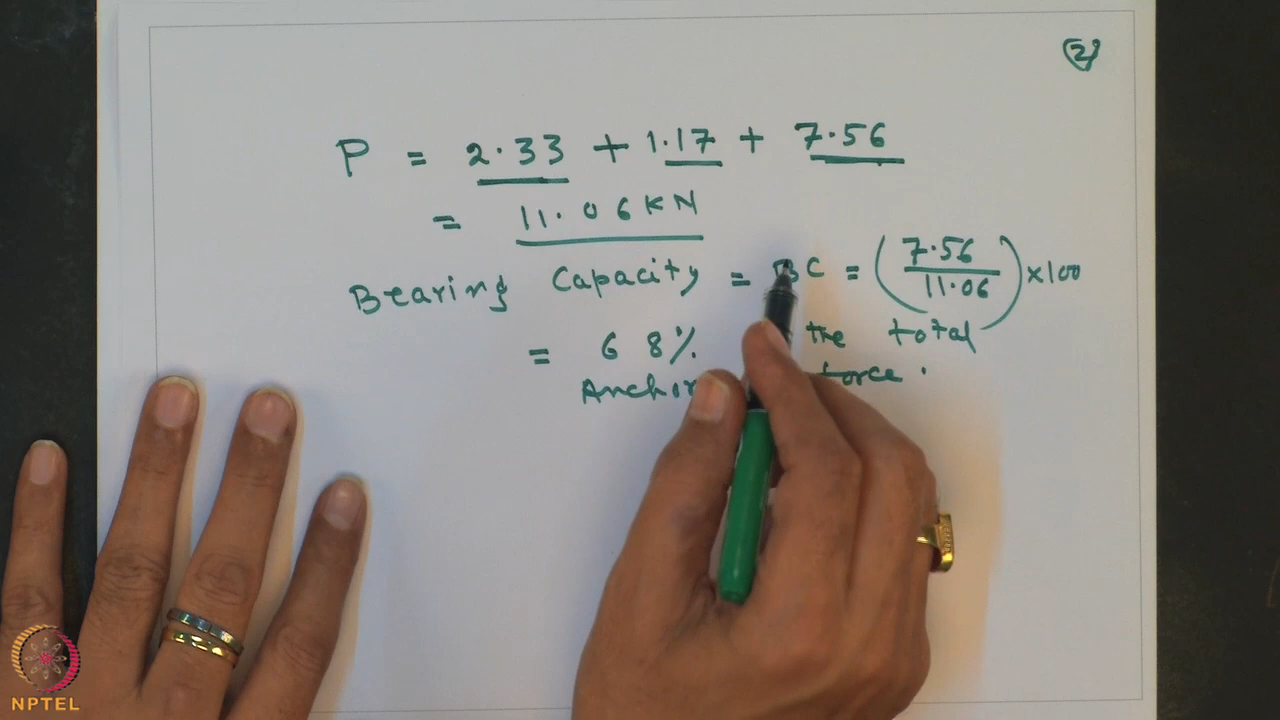 2
P = 2.33 + 1.17 + 7.56
= 11.06 KN
Bearing Capacity = BC = (7.56/11.06) ×100
= 68% the total
force.
NPTEL